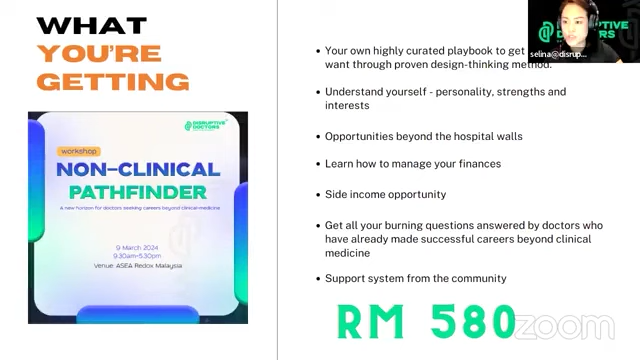 WHAT
YOU'RE
GETTING
DISRUPTIVE
DOCTORS
workshop
NON-CLINICAL
PATHFINDER
A new horizon for doctors seeking careers beyond clinical-medicine
9 March 2024
9:30am-5:30pm
Venue: ASEA Redox Malaysia
Your own highly curated playbook to get
want through proven design-thinking method.
Understand yourself - personality, strengths and
interests
Opportunities beyond the hospital walls
Learn how to manage your finances
Side income opportunity
Get all your burning questions answered by doctors who
have already made successful careers beyond clinical
medicine
Support system from the community
RM 580
zoom
DISRUPTIVE
DOCTORS
selina@disrup...